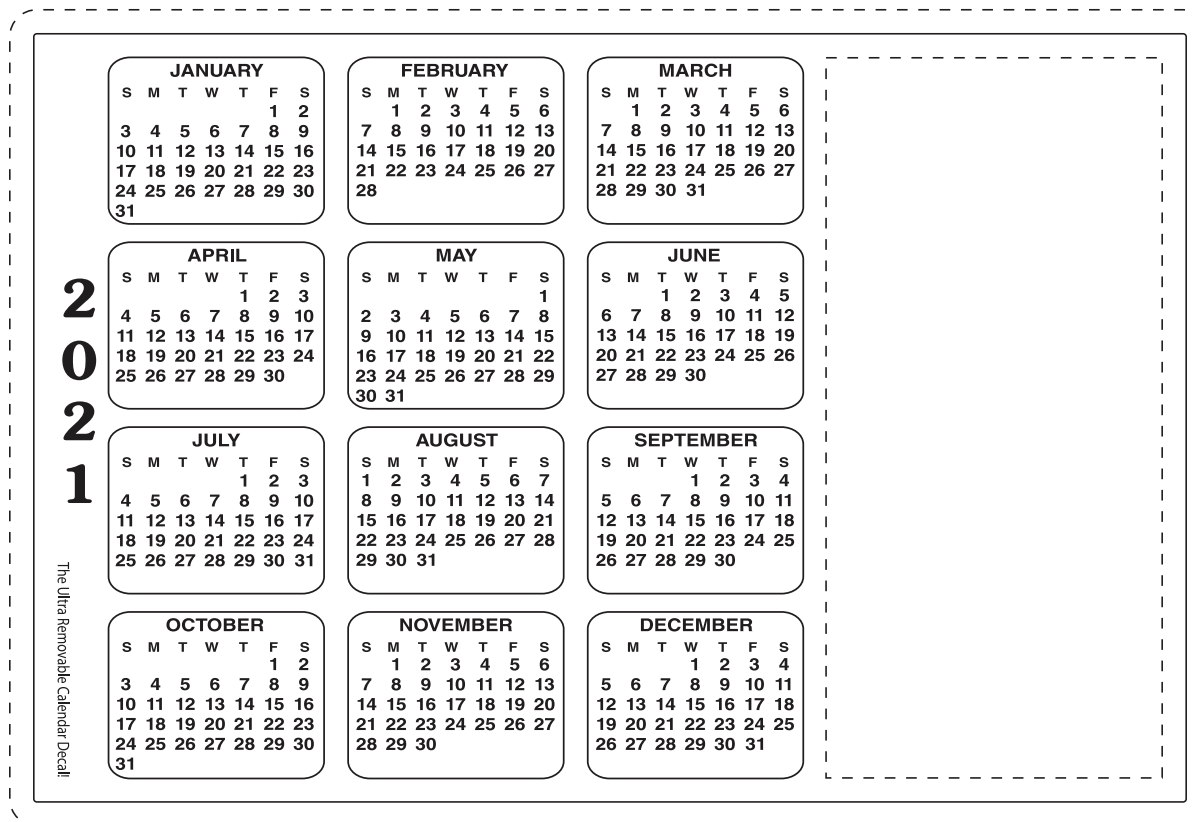 2021
The Ultra Removable Calendar Decal!
JANUARY
S M T W T F S
1 2
3 4 5 6 7 8 9
10 11 12 13 14 15 16
17 18 19 20 21 22 23
24 25 26 27 28 29 30
31
FEBRUARY
S M T W T F S
1 2 3 4 5 6
7 8 9 10 11 12 13
14 15 16 17 18 19 20
21 22 23 24 25 26 27
28
MARCH
S M T W T F S
1 2 3 4 5 6
7 8 9 10 11 12 13
14 15 16 17 18 19 20
21 22 23 24 25 26 27
28 29 30 31
APRIL
S M T W T F S
1 2 3
4 5 6 7 8 9 10
11 12 13 14 15 16 17
18 19 20 21 22 23 24
25 26 27 28 29 30
MAY
S M T W T F S
1
2 3 4 5 6 7 8
9 10 11 12 13 14 15
16 17 18 19 20 21 22
23 24 25 26 27 28 29
30 31
JUNE
S M T W T F S
1 2 3 4 5
6 7 8 9 10 11 12
13 14 15 16 17 18 19
20 21 22 23 24 25 26
27 28 29 30
JULY
S M T W T F S
1 2 3
4 5 6 7 8 9 10
11 12 13 14 15 16 17
18 19 20 21 22 23 24
25 26 27 28 29 30 31
AUGUST
S M T W T F S
1 2 3 4 5 6 7
8 9 10 11 12 13 14
15 16 17 18 19 20 21
22 23 24 25 26 27 28
29 30 31
SEPTEMBER
S M T W T F S
1 2 3 4
5 6 7 8 9 10 11
12 13 14 15 16 17 18
19 20 21 22 23 24 25
26 27 28 29 30
OCTOBER
S M T W T F S
1 2
3 4 5 6 7 8 9
10 11 12 13 14 15 16
17 18 19 20 21 22 23
24 25 26 27 28 29 30
31
NOVEMBER
S M T W T F S
1 2 3 4 5 6
7 8 9 10 11 12 13
14 15 16 17 18 19 20
21 22 23 24 25 26 27
28 29 30
DECEMBER
S M T W T F S
1 2 3 4
5 6 7 8 9 10 11
12 13 14 15 16 17 18
19 20 21 22 23 24 25
26 27 28 29 30 31